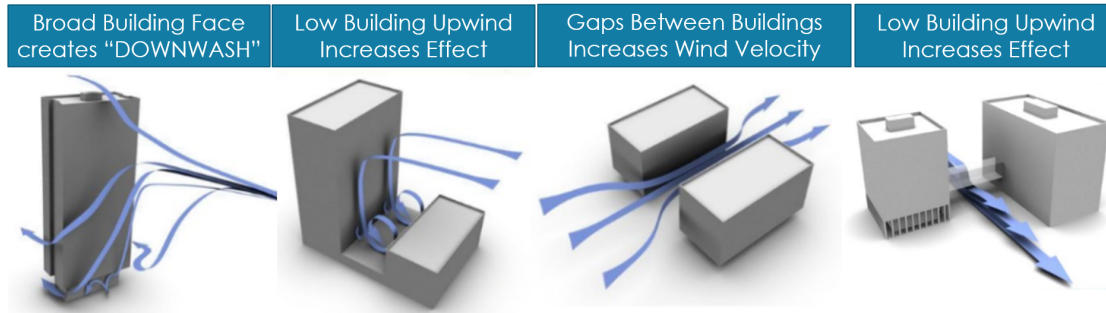 Broad Building Face
creates “DOWNWASH”
Low Building Upwind
Increases Effect
Gaps Between Buildings
Increases Wind Velocity
Low Building Upwind
Increases Effect